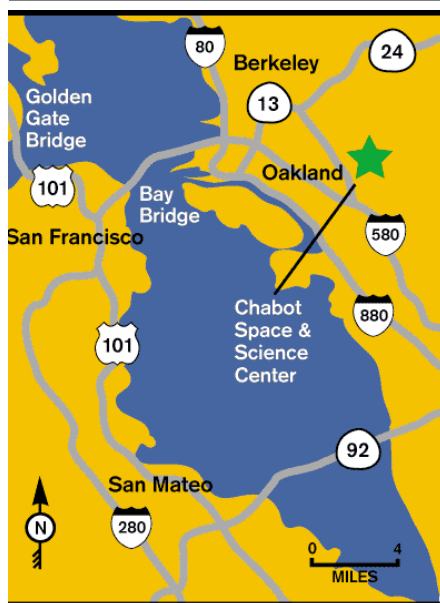 80
24
Berkeley
13
Golden
Gate
Bridge
Oakland
101
Bay
Bridge
580
San Francisco
Chabot
Space &
Science
Center
880
101
92
San Mateo
N
280
0 4
MILES